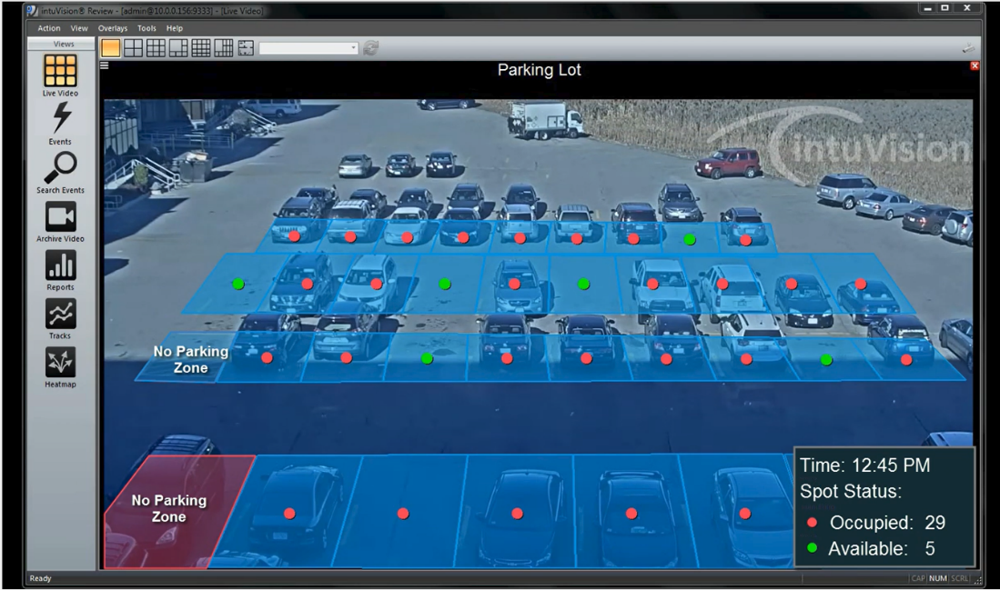 intuVision® Review - [admin@10.0.0.156:9333] - [Live Video]
Action View Overlays Tools Help
Views
Live Video
Events
Search Events
Archive Video
Reports
Tracks
Heatmap
Parking Lot
intuVision
No Parking
Zone
No Parking
Zone
Time: 12:45 PM
Spot Status:
Occupied: 29
Available: 5
Ready
CAP NUM SCRL